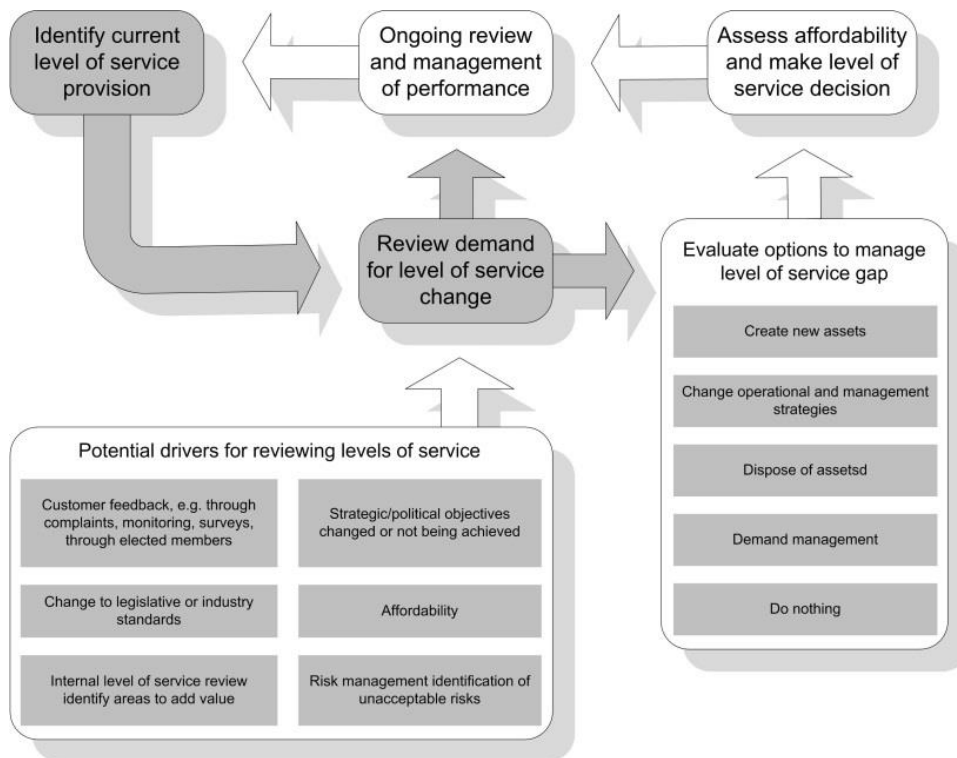 Identify current
level of service
provision
Ongoing review
and management
of performance
Assess affordability
and make level of
service decision
Review demand
for level of service
change
Evaluate options to manage
level of service gap
Create new assets
Change operational and management
strategies
Dispose of assetsd
Demand management
Do nothing
Potential drivers for reviewing levels of service
Customer feedback, e.g. through
complaints, monitoring, surveys,
through elected members
Strategic/political objectives
changed or not being achieved
Change to legislative or industry
standards
Affordability
Internal level of service review
identify areas to add value
Risk management identification of
unacceptable risks